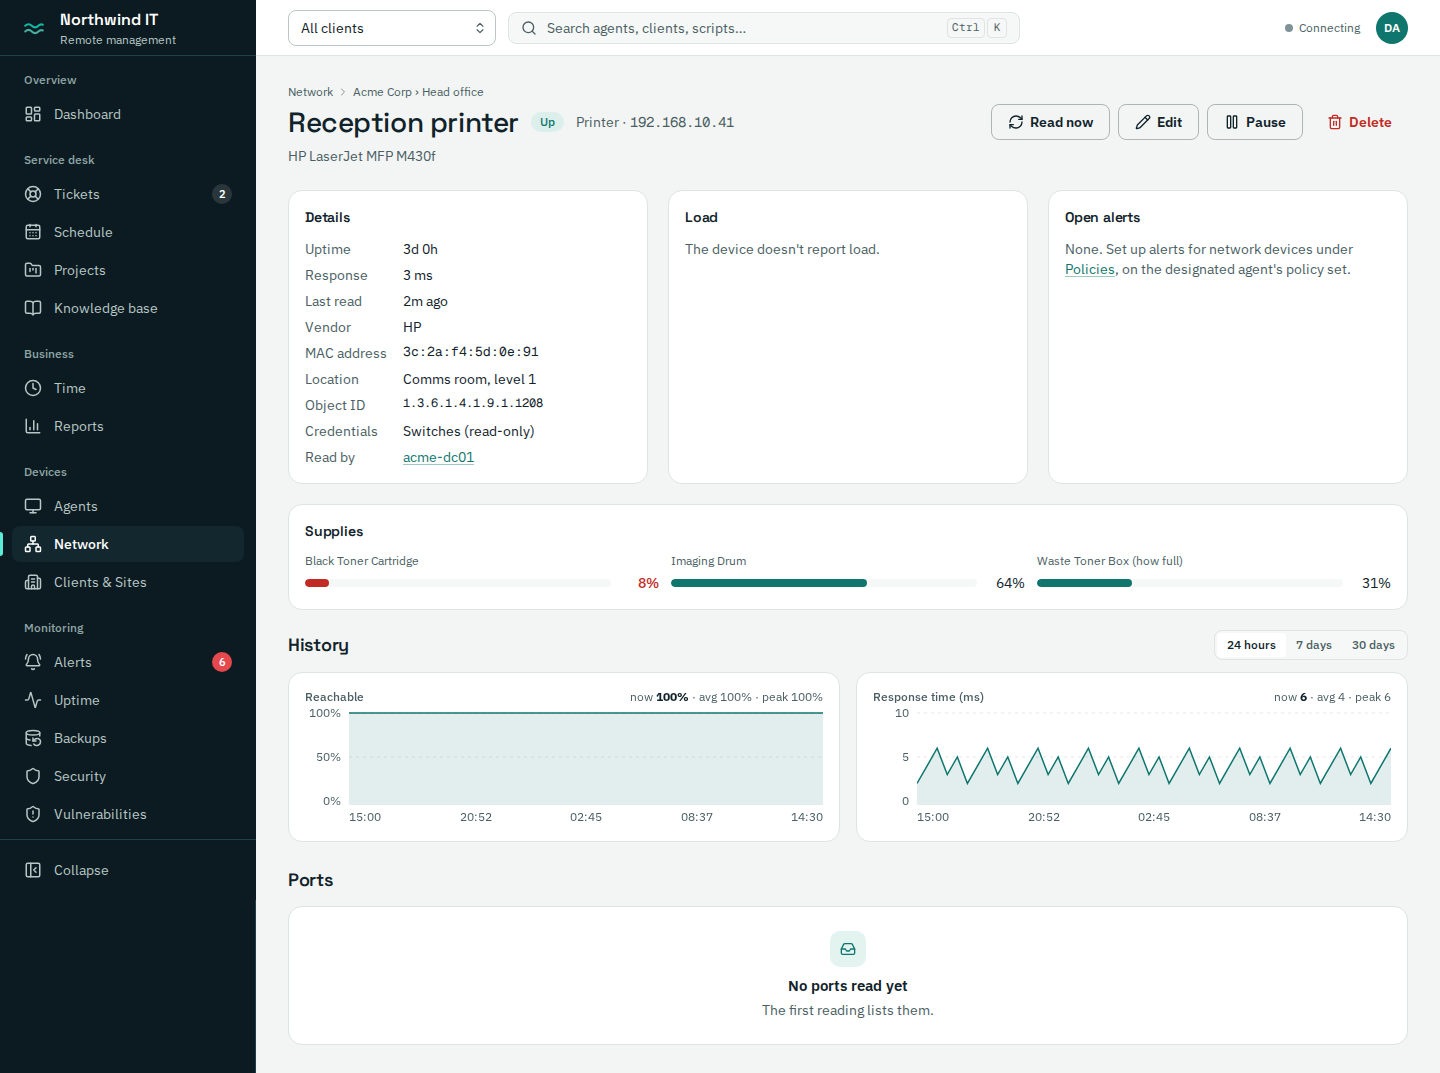 Northwind IT
Remote management
Overview
Dashboard
Service desk
Tickets 2
Schedule
Projects
Knowledge base
Business
Time
Reports
Devices
Agents
Network
Clients & Sites
Monitoring
Alerts 6
Uptime
Backups
Security
Vulnerabilities
Collapse
All clients
Search agents, clients, scripts... Ctrl K
Connecting DA
Network > Acme Corp › Head office
Reception printer Up Printer · 192.168.10.41
HP LaserJet MFP M430f
Read now Edit Pause Delete
Details
Uptime 3d 0h
Response 3 ms
Last read 2m ago
Vendor HP
MAC address 3c:2a:f4:5d:0e:91
Location Comms room, level 1
Object ID 1.3.6.1.4.1.9.1.1208
Credentials Switches (read-only)
Read by acme-dc01
Load
The device doesn't report load.
Open alerts
None. Set up alerts for network devices under
Policies, on the designated agent's policy set.
Supplies
Black Toner Cartridge
8%
Imaging Drum
64%
Waste Toner Box (how full)
31%
History 24 hours 7 days 30 days
Reachable now 100% · avg 100% · peak 100%
100%
50%
0%
15:00 20:52 02:45 08:37 14:30
Response time (ms) now 6 · avg 4 · peak 6
10
5
0
15:00 20:52 02:45 08:37 14:30
Ports
No ports read yet
The first reading lists them.